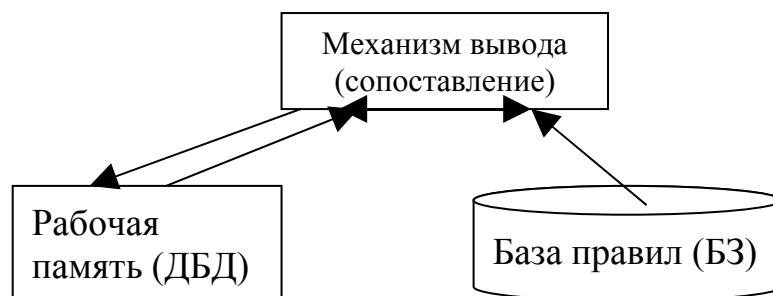 Механизм вывода
(сопоставление)
Рабочая
память (ДБД)
База правил (БЗ)